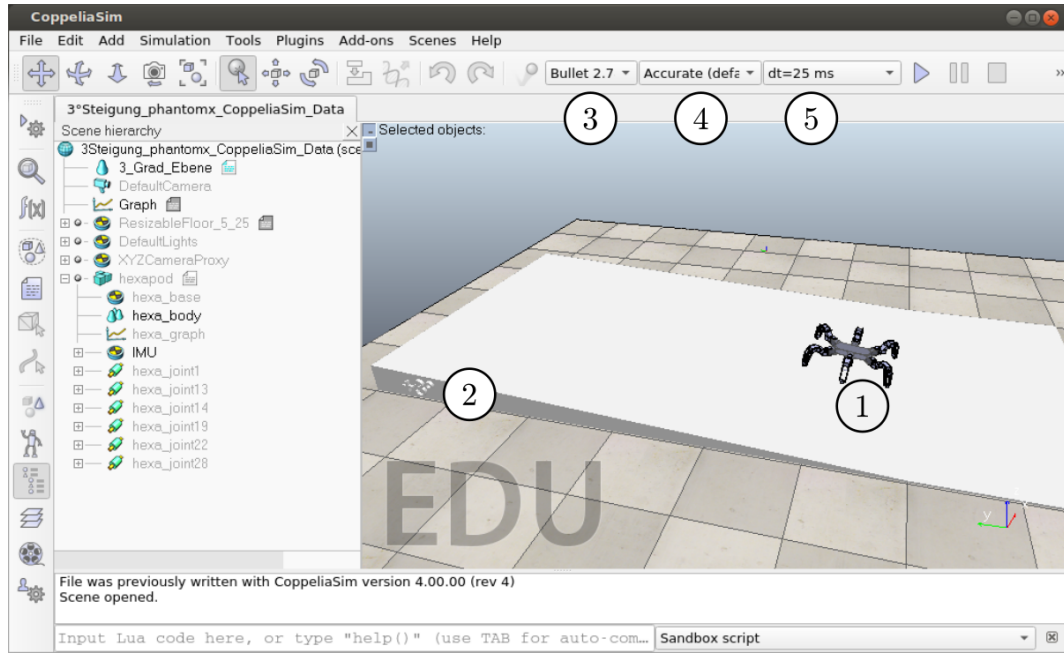 CoppeliaSim
File Edit Add Simulation Tools Plugins Add-ons Scenes Help
Bullet 2.7 Accurate (defa dt=25 ms »
3 4 5
3°Steigung_phantomx_CoppeliaSim_Data
Scene hierarchy
Selected objects:
3Steigung_phantomx_CoppeliaSim_Data (sce
3_Grad_Ebene
DefaultCamera
Graph
ResizableFloor_5_25
DefaultLights
XYZCameraProxy
hexapod
hexa_base
hexa_body
hexa_graph
IMU
hexa_joint1
hexa_joint13
hexa_joint14
hexa_joint19
hexa_joint22
hexa_joint28
f(x)
2
1
EDU
y
File was previously written with CoppeliaSim version 4.00.00 (rev 4)
Scene opened.
Input Lua code here, or type "help()" (use TAB for auto-com... Sandbox script